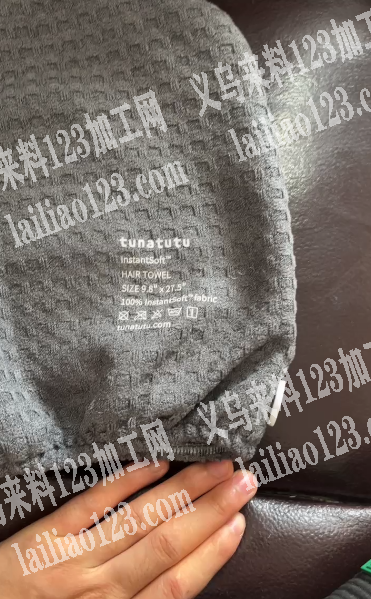 义乌来料123加工网
lailiao123.com
来料123加工网
lailiao123.com
tunatutu
InstantSoft™
HAIR TOWEL
SIZE 9.8" x 27.5"
100% InstantSoft™ fabric
tunatutu.com
义乌来料123加工网
lailiao123.com
来料123加工网
lailiao123.com